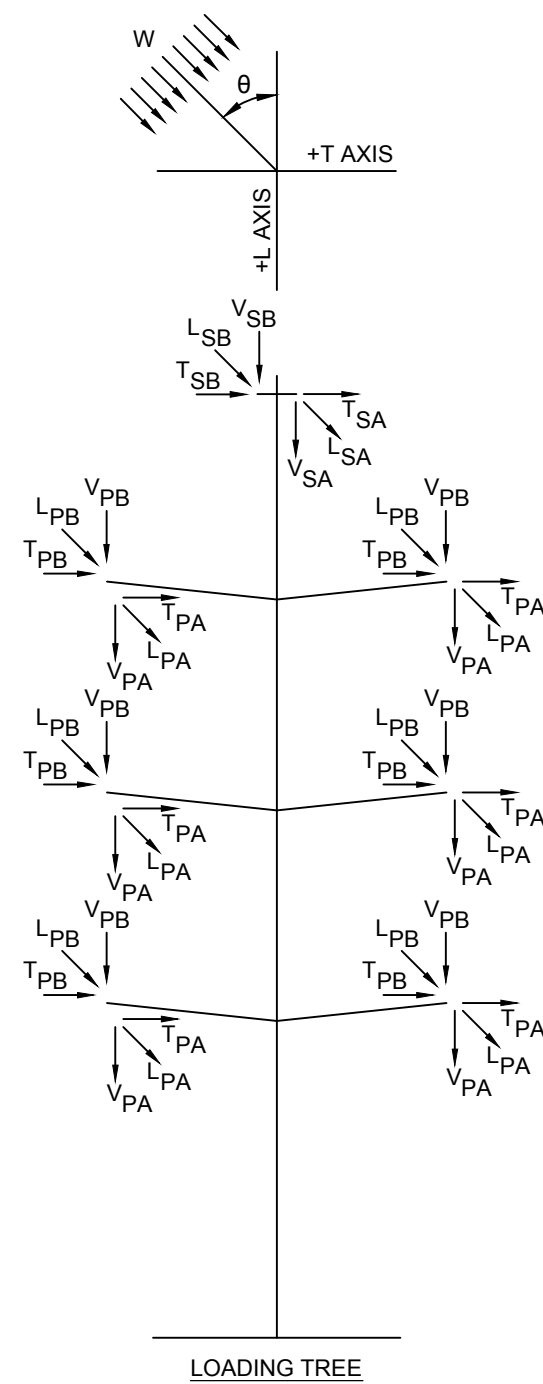 W
θ
+T AXIS
+L AXIS
V_SB
L_SB
T_SB
T_SA
L_SA
V_SA
V_PB
L_PB
T_PB
T_PA
L_PA
V_PA
V_PB
L_PB
T_PB
T_PA
L_PA
V_PA
V_PB
L_PB
T_PB
T_PA
L_PA
V_PA
V_PB
L_PB
T_PB
T_PA
L_PA
V_PA
V_PB
L_PB
T_PB
T_PA
L_PA
V_PA
V_PB
L_PB
T_PB
T_PA
L_PA
V_PA
LOADING TREE